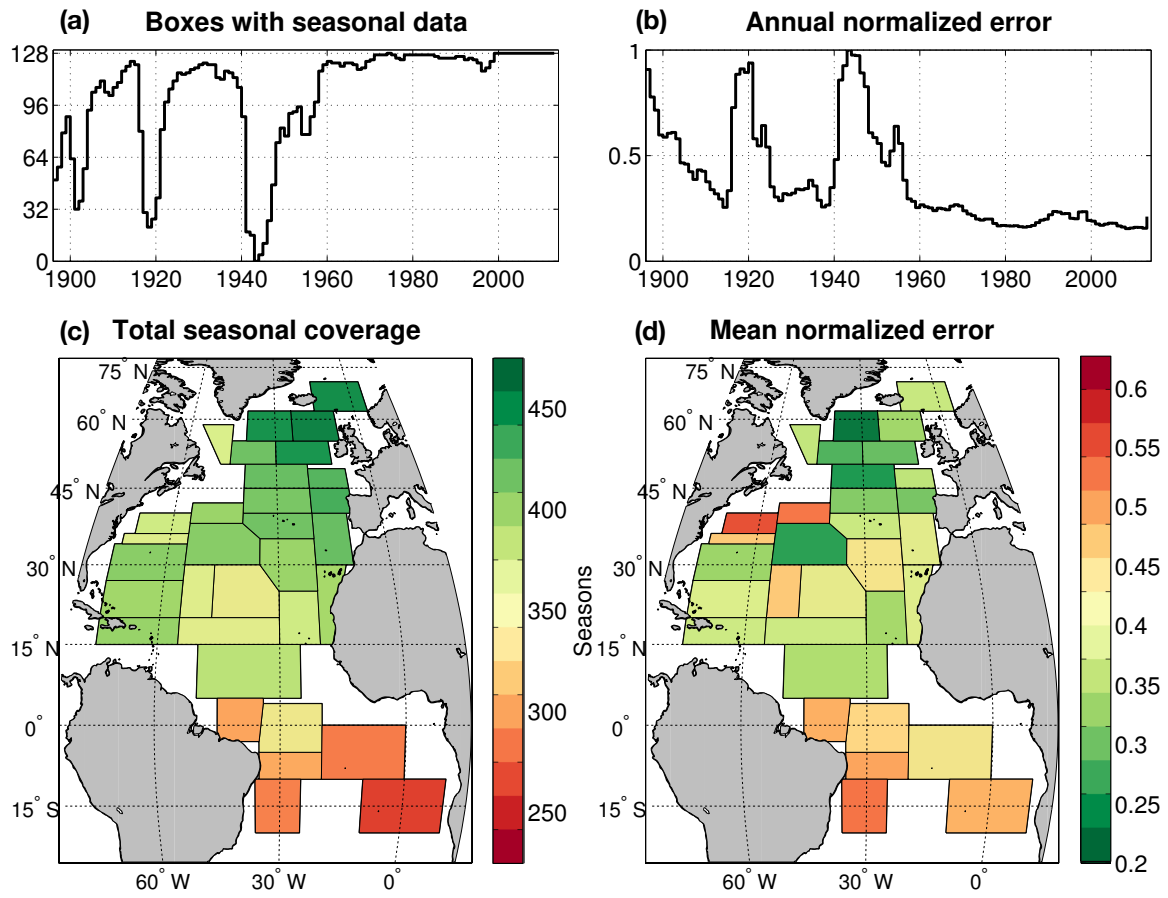 (a) Boxes with seasonal data
128
96
64
32
0
1900 1920 1940 1960 1980 2000
(b) Annual normalized error
1
0.5
0
1900 1920 1940 1960 1980 2000
(c) Total seasonal coverage
75° N
60° N
45° N
30° N
15° N
0°
15° S
60° W 30° W 0°
450
400
350
300
250
Seasons
(d) Mean normalized error
75° N
60° N
45° N
30° N
15° N
0°
15° S
60° W 30° W 0°
0.6
0.55
0.5
0.45
0.4
0.35
0.3
0.25
0.2